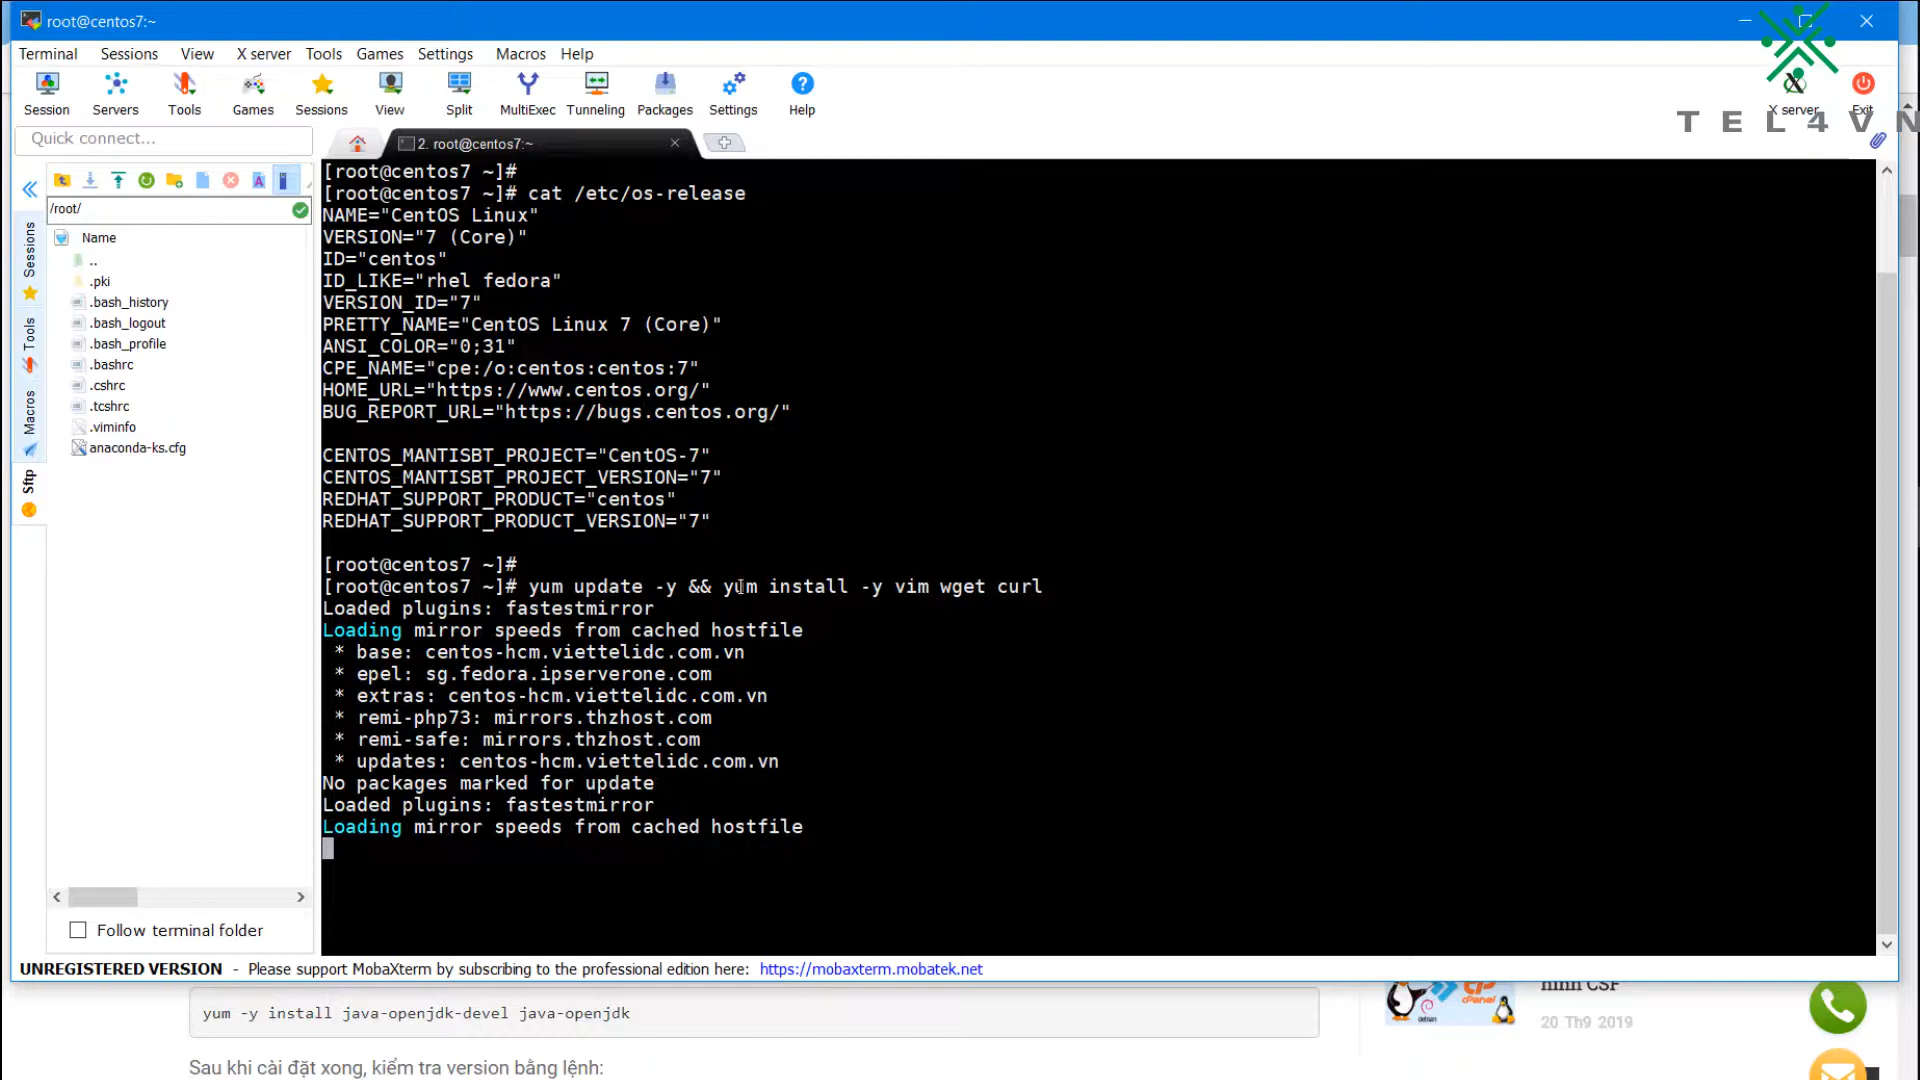 root@centos7:~
Terminal Sessions View X server Tools Games Settings Macros Help
Session Servers Tools Games Sessions View Split MultiExec Tunneling Packages Settings Help X server Exit
TEL4VN
Quick connect...
2. root@centos7:~
/root/
Name
..
.pki
.bash_history
.bash_logout
.bash_profile
.bashrc
.cshrc
.tcshrc
.viminfo
anaconda-ks.cfg
Sessions
Tools
Macros
Sftp
Follow terminal folder
[root@centos7 ~]#
[root@centos7 ~]# cat /etc/os-release
NAME="CentOS Linux"
VERSION="7 (Core)"
ID="centos"
ID_LIKE="rhel fedora"
VERSION_ID="7"
PRETTY_NAME="CentOS Linux 7 (Core)"
ANSI_COLOR="0;31"
CPE_NAME="cpe:/o:centos:centos:7"
HOME_URL="https://www.centos.org/"
BUG_REPORT_URL="https://bugs.centos.org/"
CENTOS_MANTISBT_PROJECT="CentOS-7"
CENTOS_MANTISBT_PROJECT_VERSION="7"
REDHAT_SUPPORT_PRODUCT="centos"
REDHAT_SUPPORT_PRODUCT_VERSION="7"
[root@centos7 ~]#
[root@centos7 ~]# yum update -y && yum install -y vim wget curl
Loaded plugins: fastestmirror
Loading mirror speeds from cached hostfile
* base: centos-hcm.viettelidc.com.vn
* epel: sg.fedora.ipserverone.com
* extras: centos-hcm.viettelidc.com.vn
* remi-php73: mirrors.thzhost.com
* remi-safe: mirrors.thzhost.com
* updates: centos-hcm.viettelidc.com.vn
No packages marked for update
Loaded plugins: fastestmirror
Loading mirror speeds from cached hostfile
UNREGISTERED VERSION - Please support MobaXterm by subscribing to the professional edition here: https://mobaxterm.mobatek.net
yum -y install java-openjdk-devel java-openjdk
Sau khi cài đặt xong, kiểm tra version bằng lệnh:
hình CSF
20 Th9 2019
debian
cPanel